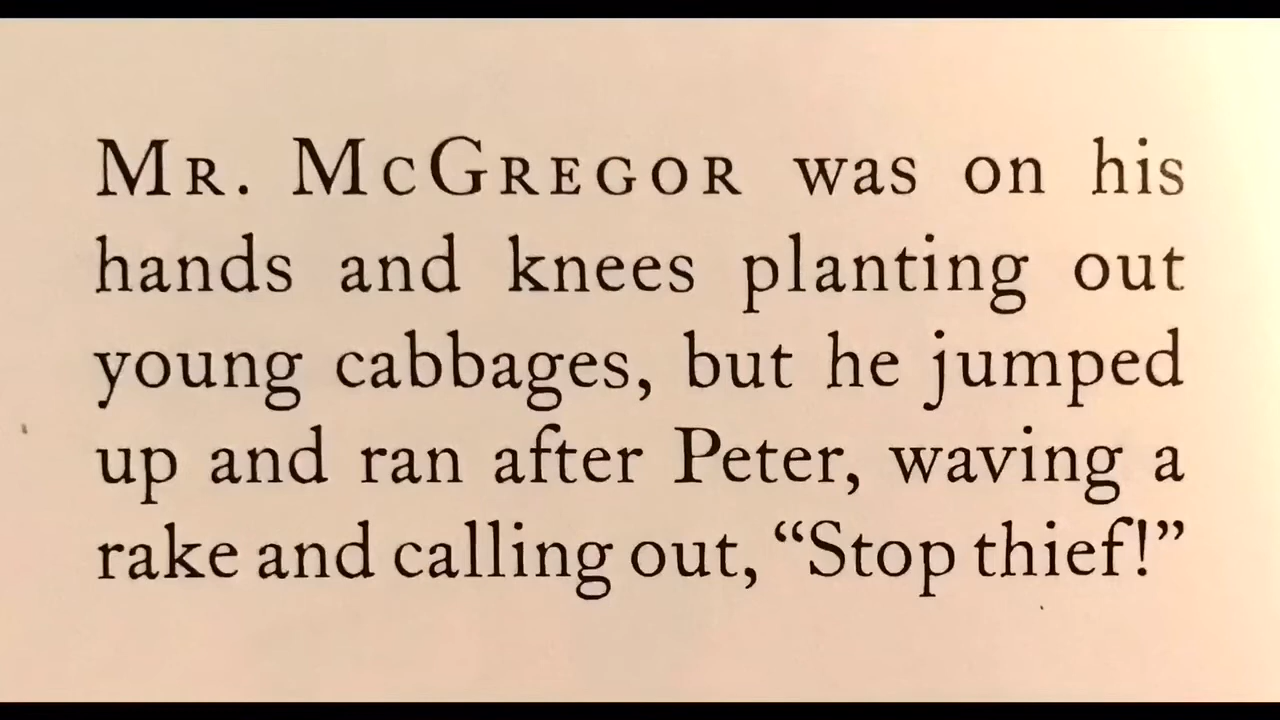 MR. MCGREGOR was on his
hands and knees planting out
young cabbages, but he jumped
up and ran after Peter, waving a
rake and calling out, “Stop thief!”